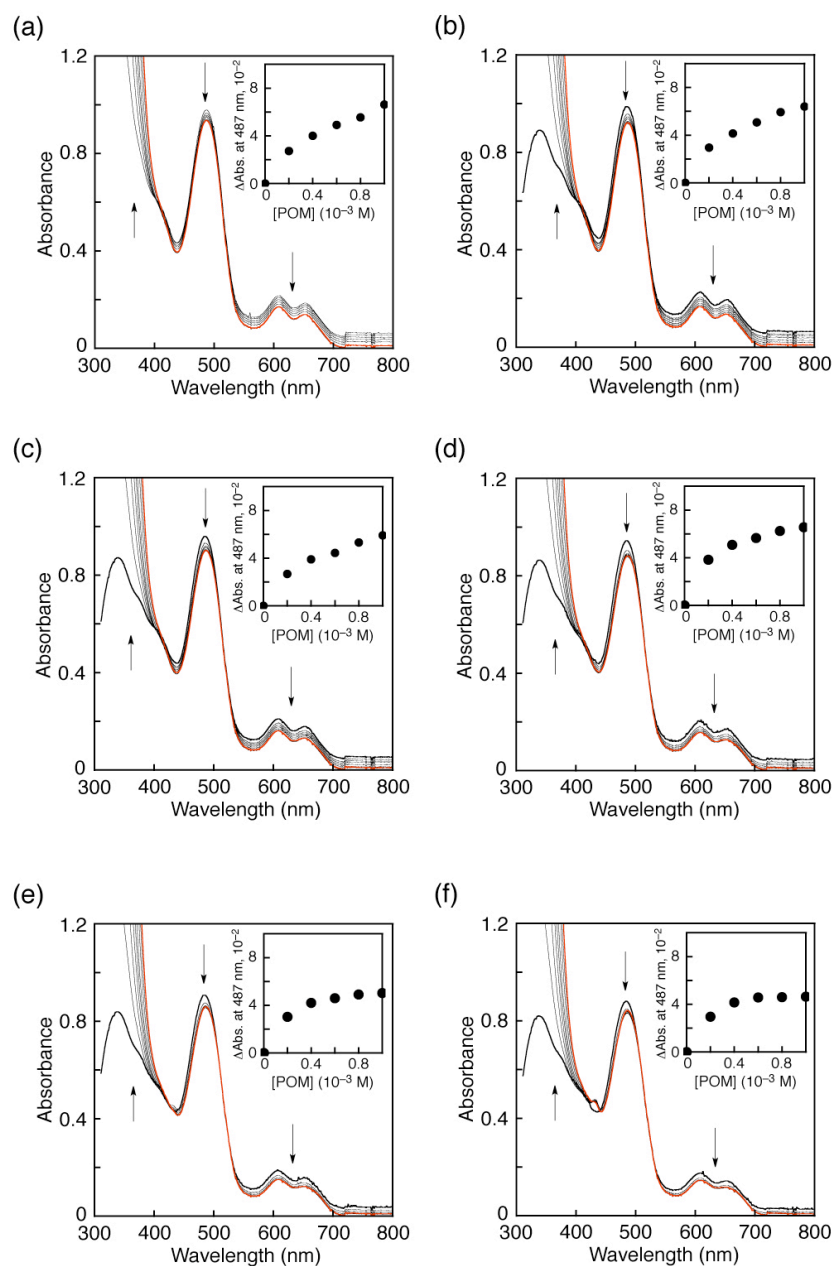 (a)
1.2
0.9
0.8
0.4
0
Absorbance
300 400 500 600 700 800
Wavelength (nm)
ΔAbs. at 487 nm, 10–2
8
4
0
0 0.4 0.8
[POM] (10–3 M)
(b)
1.2
0.9
0.8
0.4
0
Absorbance
300 400 500 600 700 800
Wavelength (nm)
ΔAbs. at 487 nm, 10–2
8
4
0
0 0.4 0.8
[POM] (10–3 M)
(c)
1.2
0.8
0.4
0
Absorbance
300 400 500 600 700 800
Wavelength (nm)
ΔAbs. at 487 nm, 10–2
8
4
0
0 0.4 0.8
[POM] (10–3 M)
(d)
1.2
0.8
0.4
0
Absorbance
300 400 500 600 700 800
Wavelength (nm)
ΔAbs. at 487 nm, 10–2
8
4
0
0 0.4 0.8
[POM] (10–3 M)
(e)
1.2
0.8
0.4
0
Absorbance
300 400 500 600 700 800
Wavelength (nm)
ΔAbs. at 487 nm, 10–2
8
4
0
0 0.4 0.8
[POM] (10–3 M)
(f)
1.2
0.8
0.4
0
Absorbance
300 400 500 600 700 800
Wavelength (nm)
ΔAbs. at 487 nm, 10–2
8
4
0
0 0.4 0.8
[POM] (10–3 M)